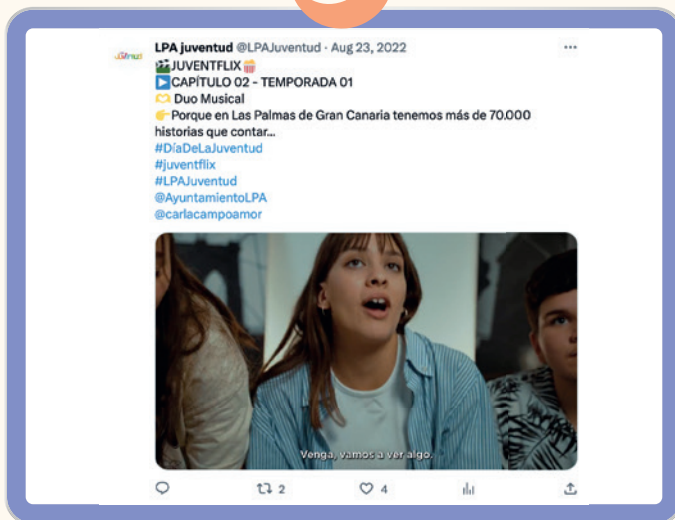 LPA juventud @LPAJuventud · Aug 23, 2022
🎬JUVENTFLIX🍿
▶️CAPÍTULO 02 - TEMPORADA 01
🫶 Duo Musical
👉Porque en Las Palmas de Gran Canaria tenemos más de 70.000
historias que contar...
#DíaDeLaJuventud
#juventflix
#LPAJuventud
@AyuntamientoLPA
@carlacampoamor
Venga, vamos a ver algo.
2
4